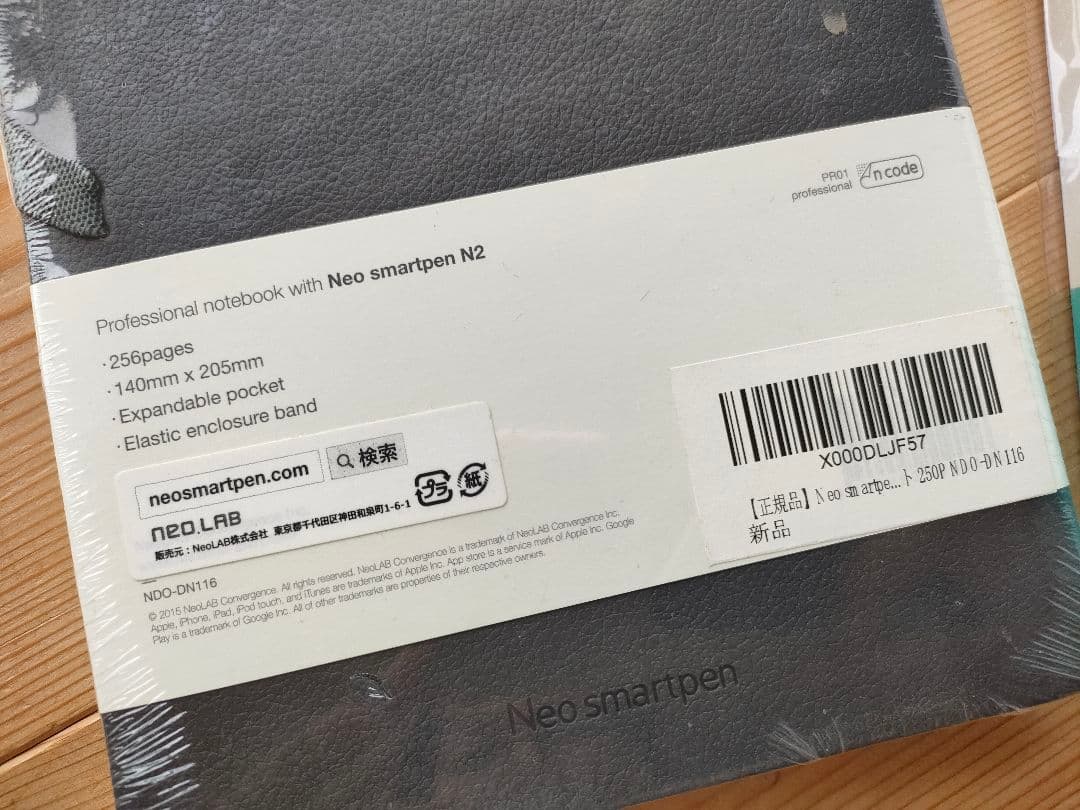 PR01
professional
n code
Professional notebook with Neo smartpen N2
·256pages
·140mm x 205mm
·Expandable pocket
·Elastic enclosure band
neosmartpen.com 検索
neo.LAB
販売元：NeoLAB株式会社 東京都千代田区神田和泉町1-6-1
プラ
紙
X000DLJF57
【正規品】Neo smartpe...ト 250P NDO-DN116
新品
NDO-DN116
© 2015 NeoLAB Convergence. All rights reserved. NeoLAB Convergence is a trademark of NeoLAB Convergence Inc.
Apple, iPhone, iPad, iPod touch, and iTunes are trademarks of Apple Inc. App store is a service mark of Apple Inc. Google
Play is a trademark of Google Inc. All of other trademarks are properties of their respective owners.
Neo smartpen